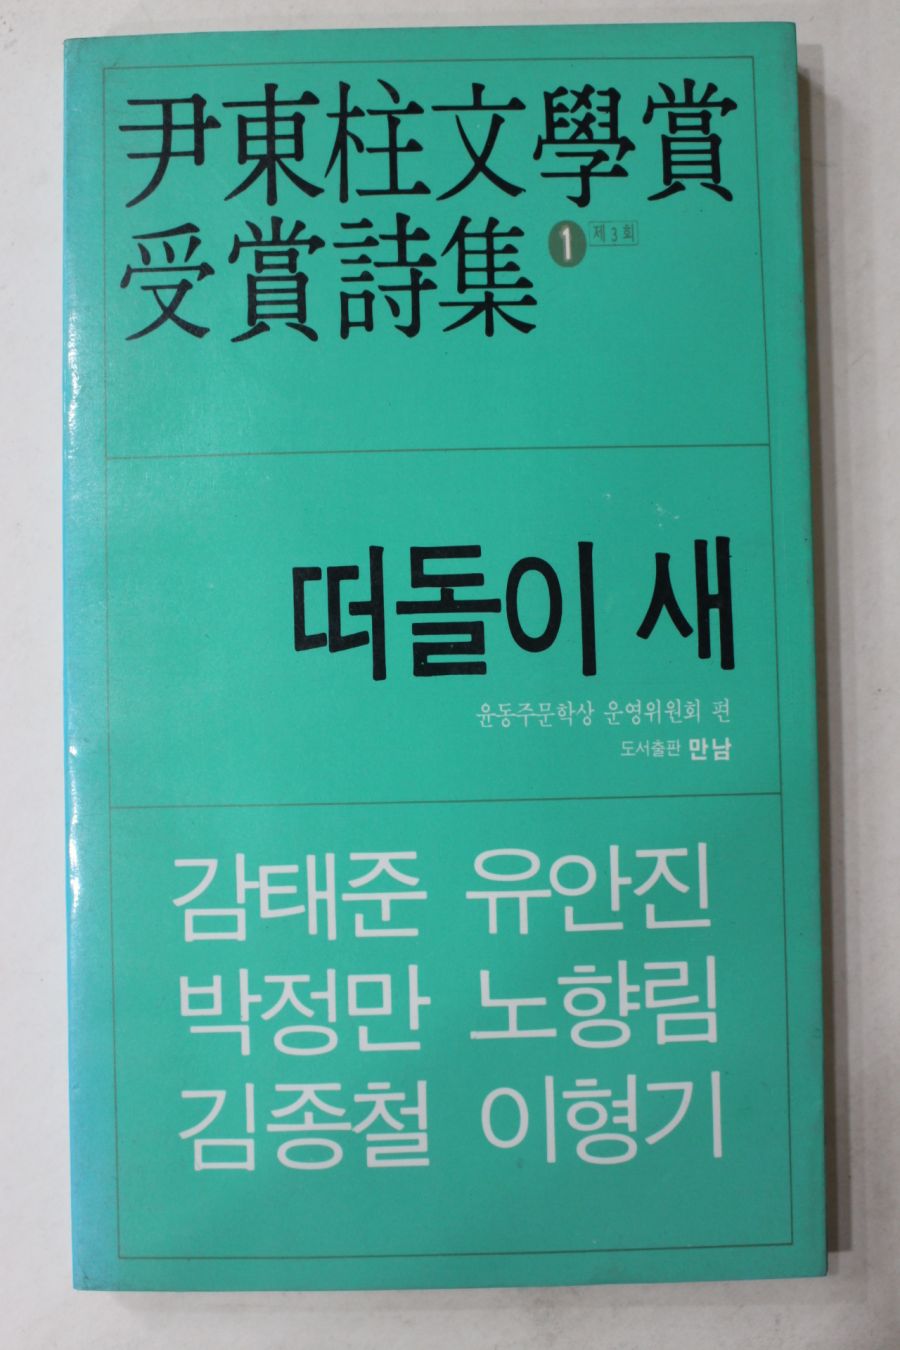 尹東柱文學賞
受賞詩集 1 제3회
떠돌이 새
윤동주문학상 운영위원회 편
도서출판 만남
감태준 유안진
박정만 노향림
김종철 이형기